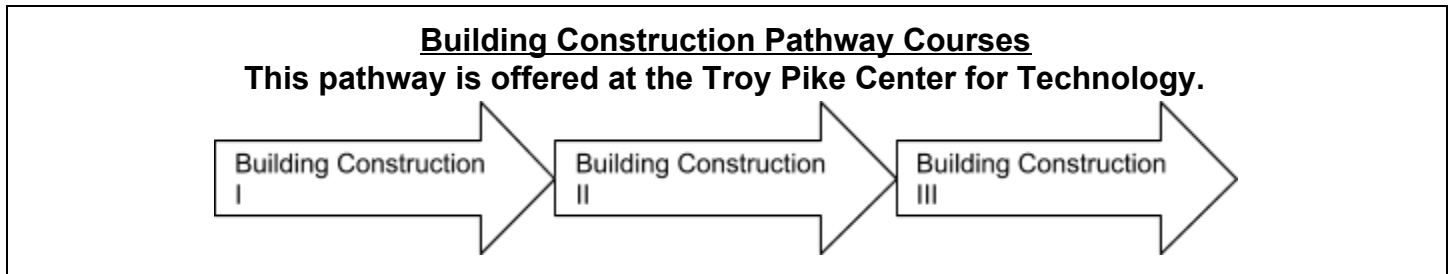 Building Construction Pathway Courses
This pathway is offered at the Troy Pike Center for Technology.
Building Construction
I
Building Construction
II
Building Construction
III